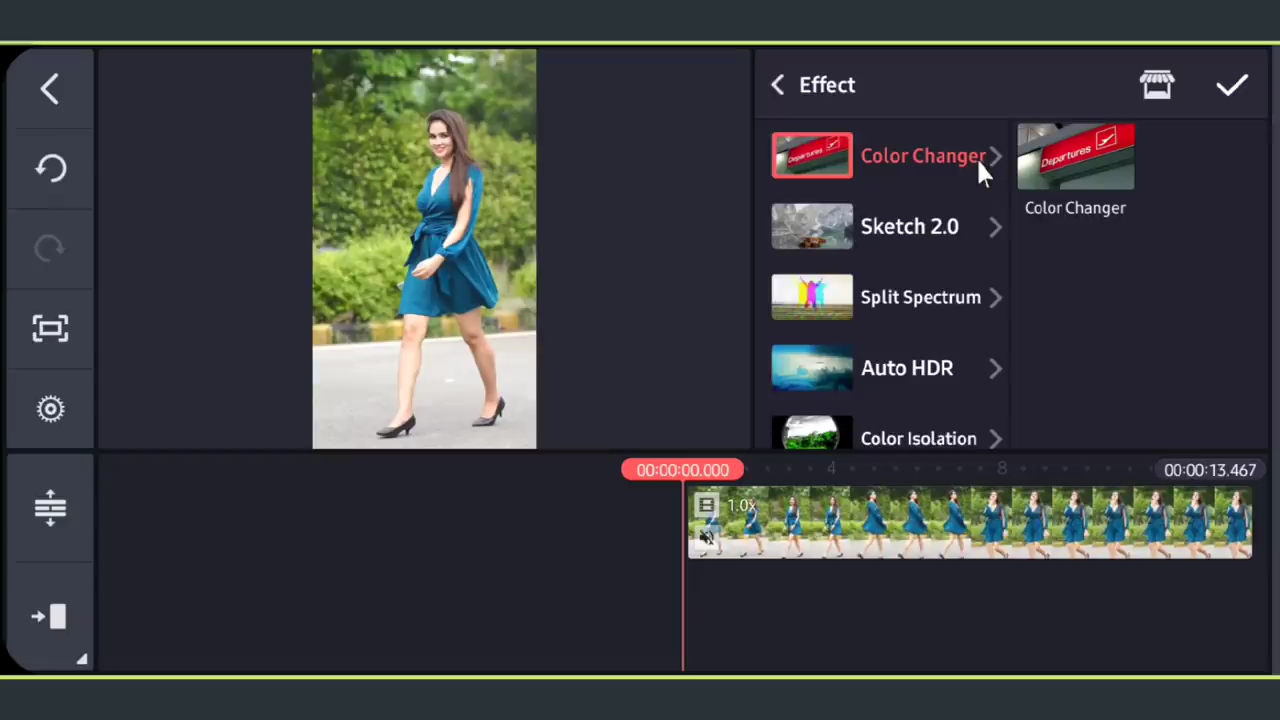 Effect
Departures
Color Changer
Departures
Color Changer
Sketch 2.0
Split Spectrum
Auto HDR
Color Isolation
00:00:00.000
4
8
00:00:13.467
1.0x